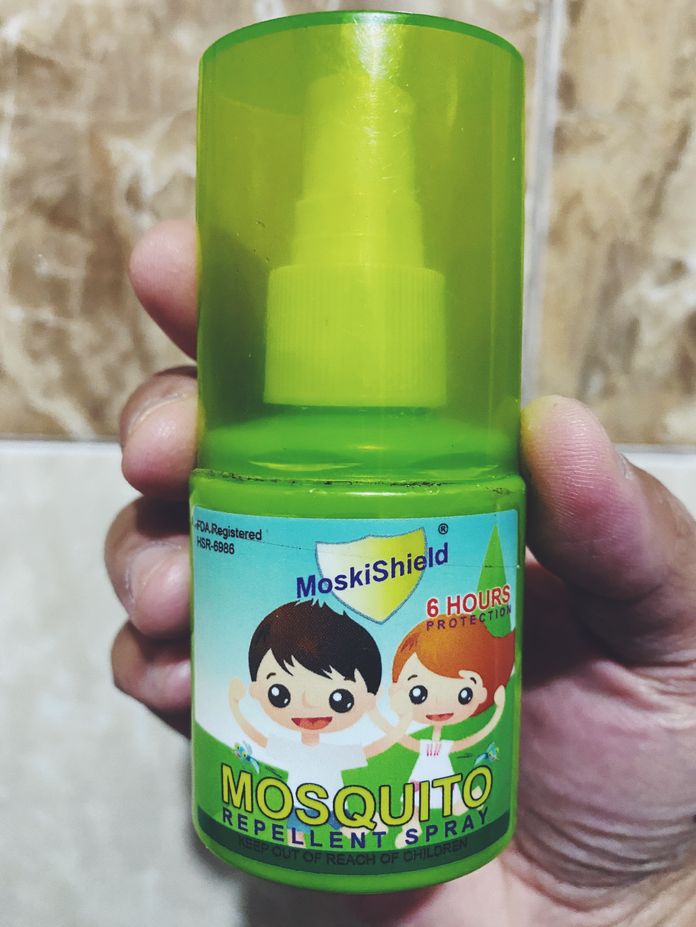 FDA Registered
HSR-6986
MoskiShield®
6 HOURS
PROTECTION
MOSQUITO
REPELLENT SPRAY
KEEP OUT OF REACH OF CHILDREN